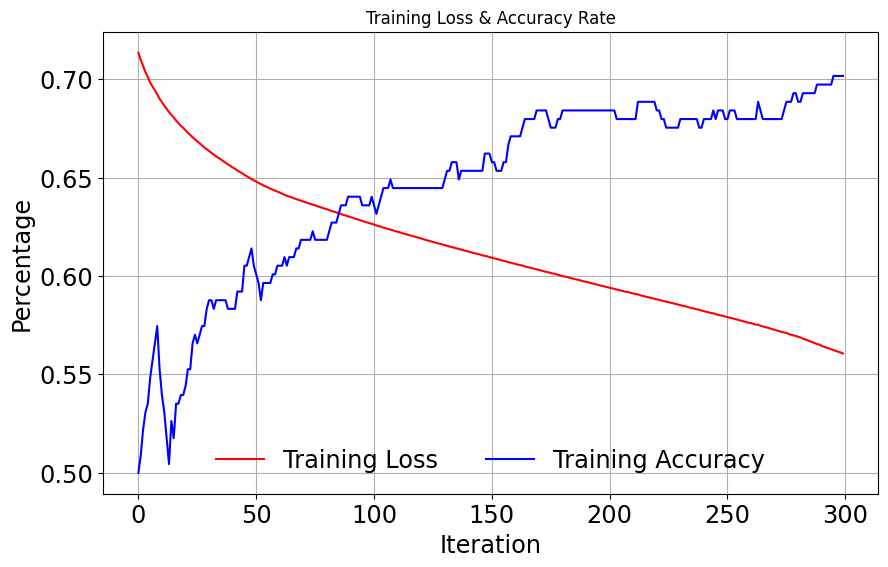 Training Loss & Accuracy Rate
Percentage
0.70
0.65
0.60
0.55
0.50
Training Loss Training Accuracy
0 50 100 150 200 250 300
Iteration